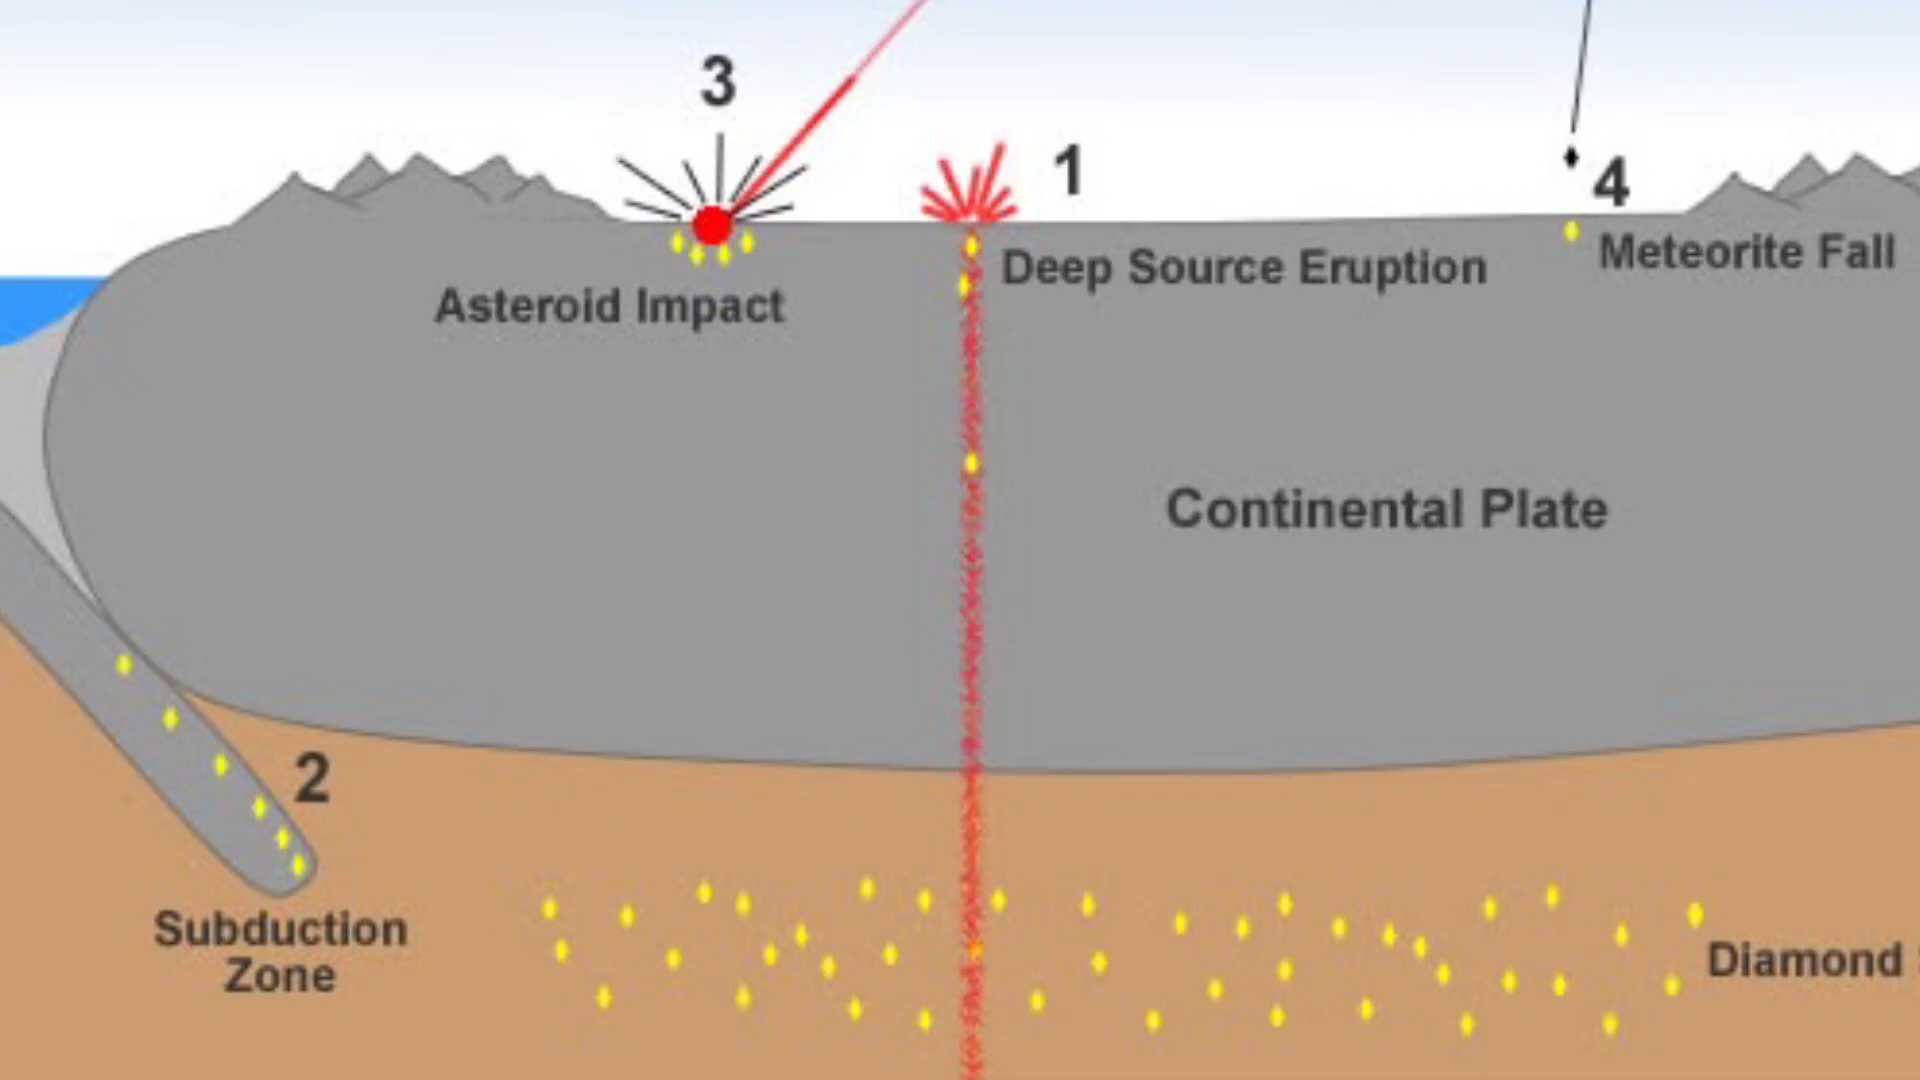 3
1
4
Meteorite Fall
Deep Source Eruption
Asteroid Impact
Continental Plate
2
Subduction
Zone
Diamond